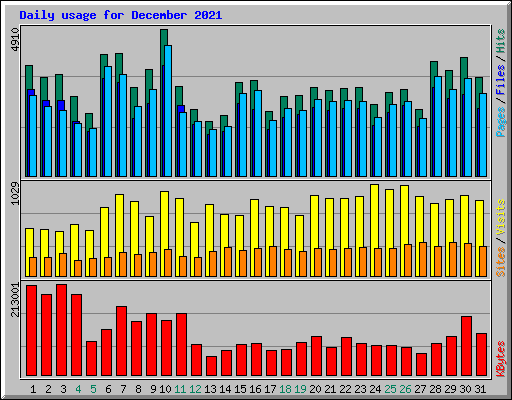 Daily usage for December 2021
4910
Pages / Files / Hits
1029
Sites / Visits
213001
KBytes
1 2 3 4 5 6 7 8 9 10 11 12 13 14 15 16 17 18 19 20 21 22 23 24 25 26 27 28 29 30 31